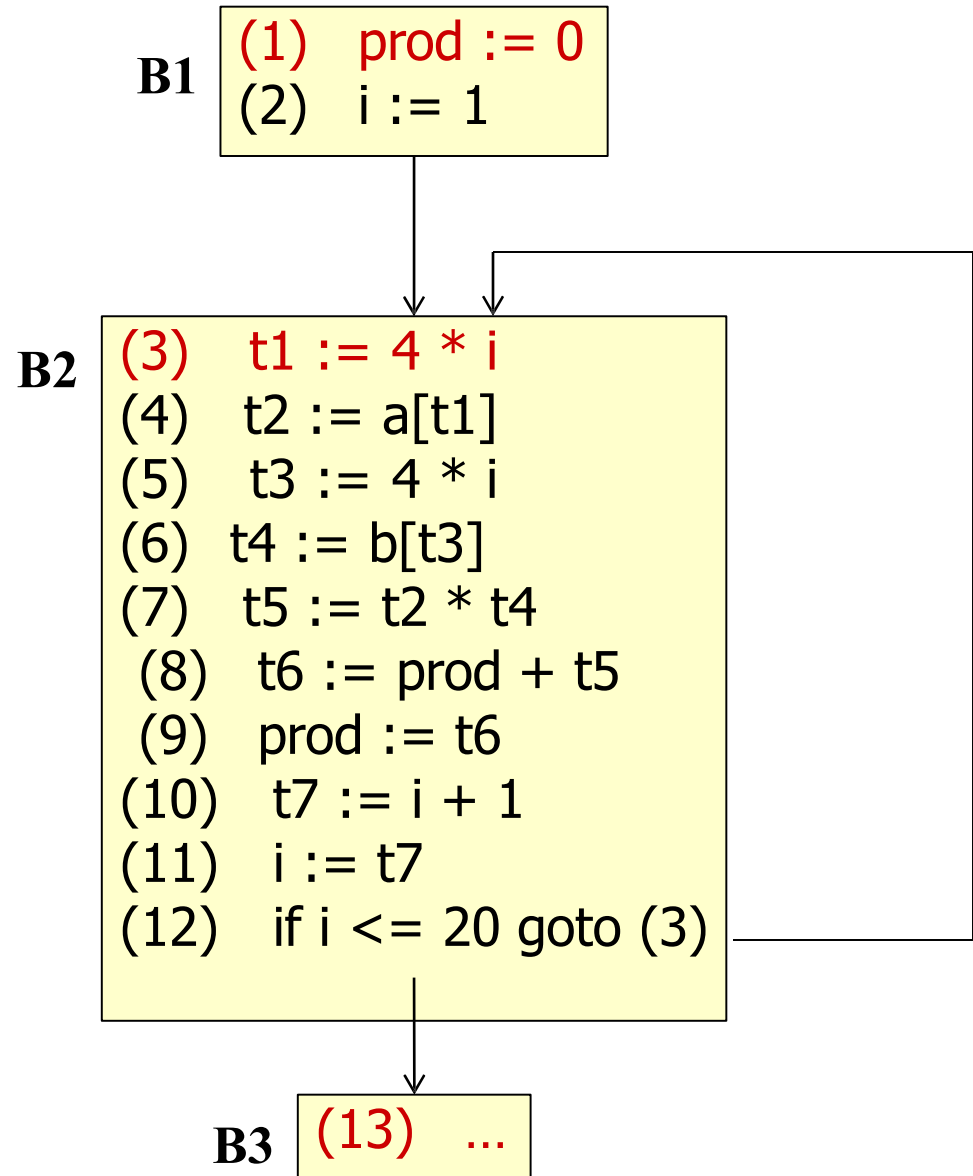 B1
(1) prod := 0
(2) i := 1
B2
(3) t1 := 4 * i
(4) t2 := a[t1]
(5) t3 := 4 * i
(6) t4 := b[t3]
(7) t5 := t2 * t4
(8) t6 := prod + t5
(9) prod := t6
(10) t7 := i + 1
(11) i := t7
(12) if i <= 20 goto (3)
B3
(13) ...